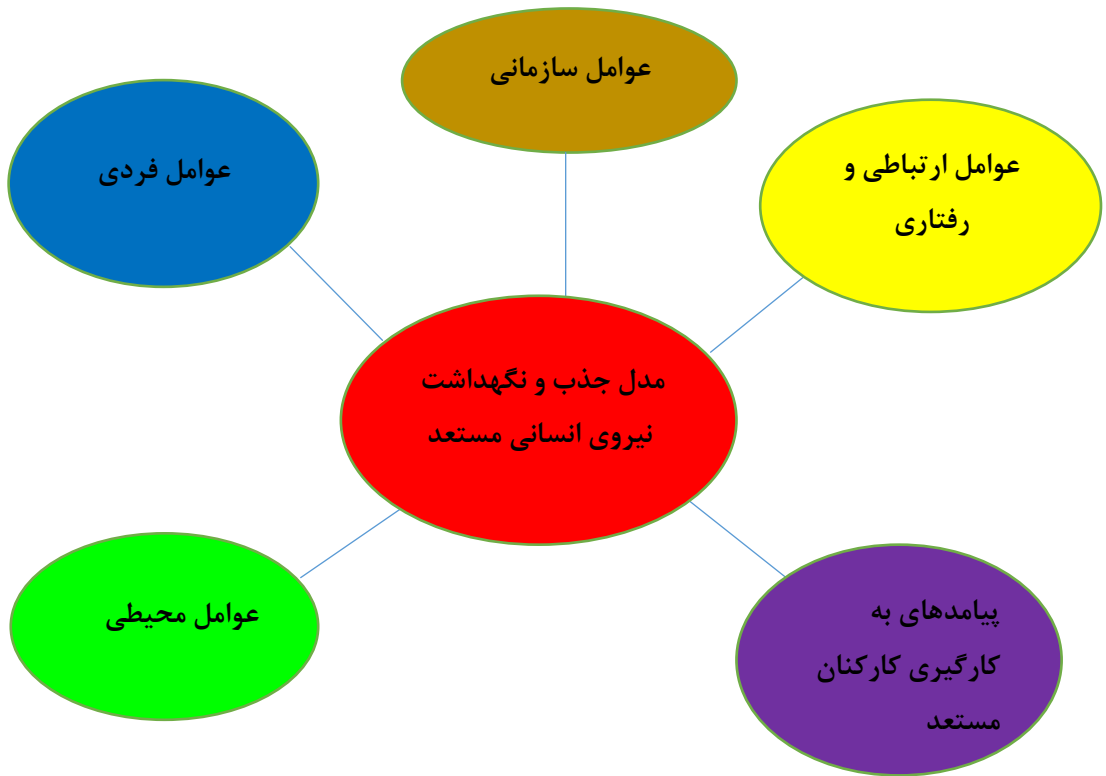 عوامل سازمانی
عوامل ارتباطی و
رفتاری
عوامل فردی
مدل جذب و نگهداشت
نیروی انسانی مستعد
پیامدهای به
کارگیری کارکنان
مستعد
عوامل محیطی